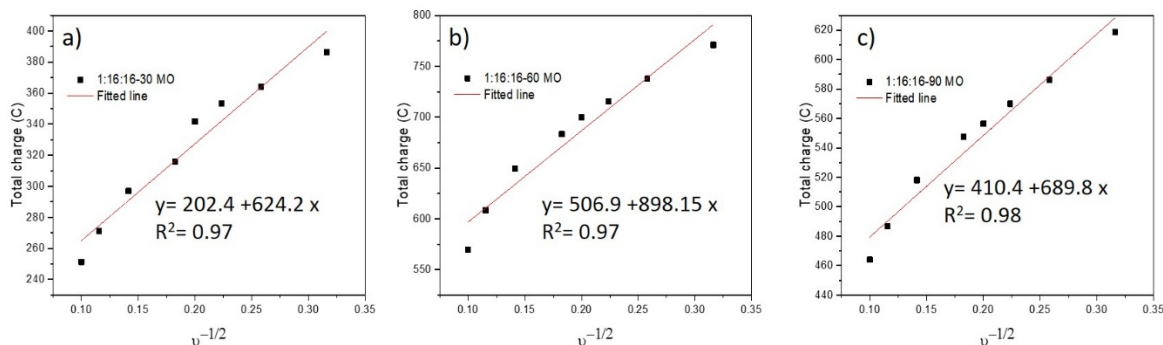 a)
1:16:16-30 MO
Fitted line
y= 202.4 +624.2 x
R²= 0.97
Total charge (C)
400
380
360
340
320
300
280
260
240
0.10 0.15 0.20 0.25 0.30 0.35
υ⁻¹/²
b)
1:16:16-60 MO
Fitted line
y= 506.9 +898.15 x
R²= 0.97
Total charge (C)
800
750
700
650
600
550
0.10 0.15 0.20 0.25 0.30 0.35
υ⁻¹/²
c)
1:16:16-90 MO
Fitted line
y= 410.4 +689.8 x
R²= 0.98
Total charge (C)
620
600
580
560
540
520
500
480
460
440
0.10 0.15 0.20 0.25 0.30 0.35
υ⁻¹/²